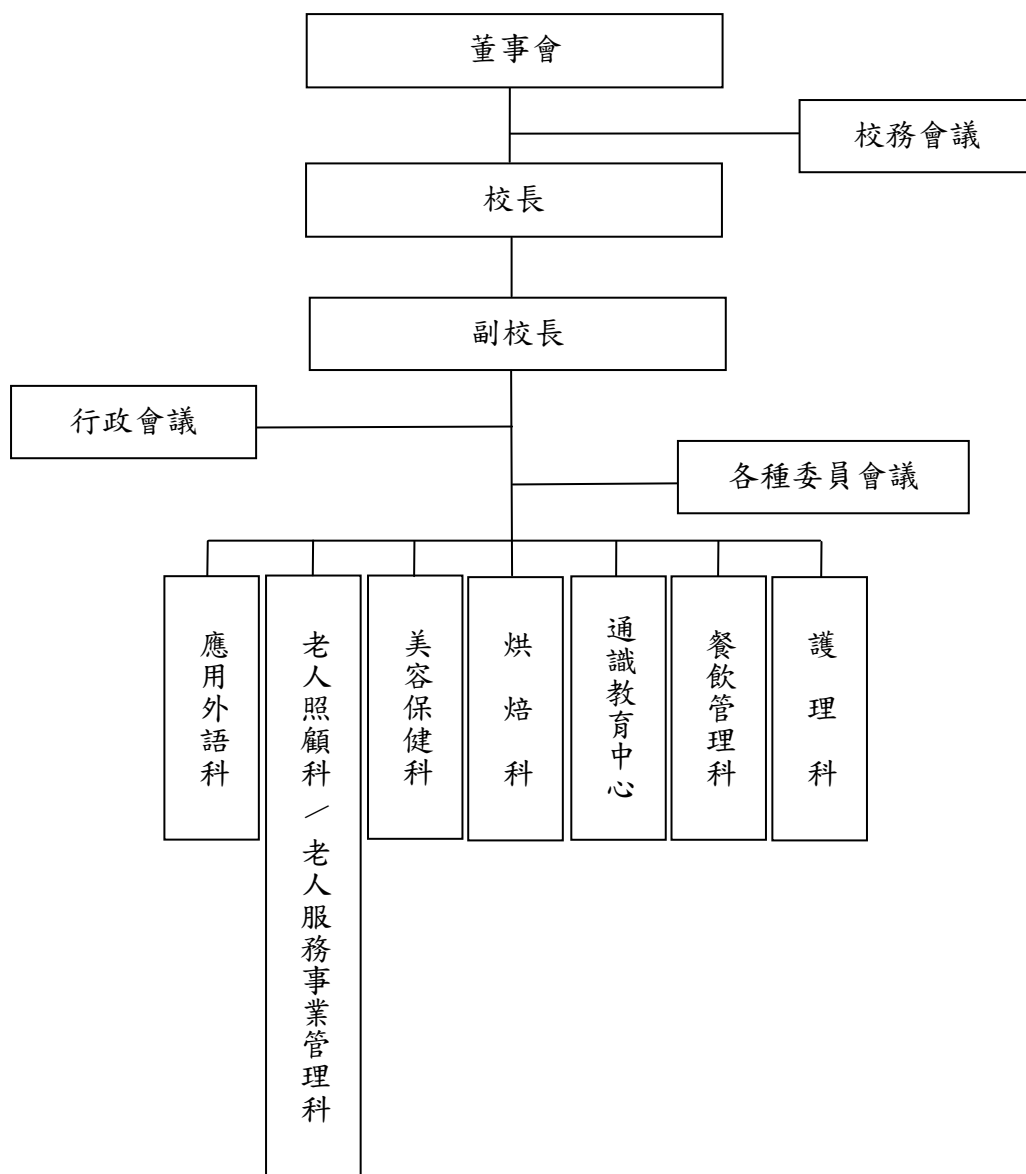 董事會
校務會議
校長
副校長
行政會議
各種委員會議
應用外語科
老人照顧科／老人服務事業管理科
美容保健科
烘焙科
通識教育中心
餐飲管理科
護理科